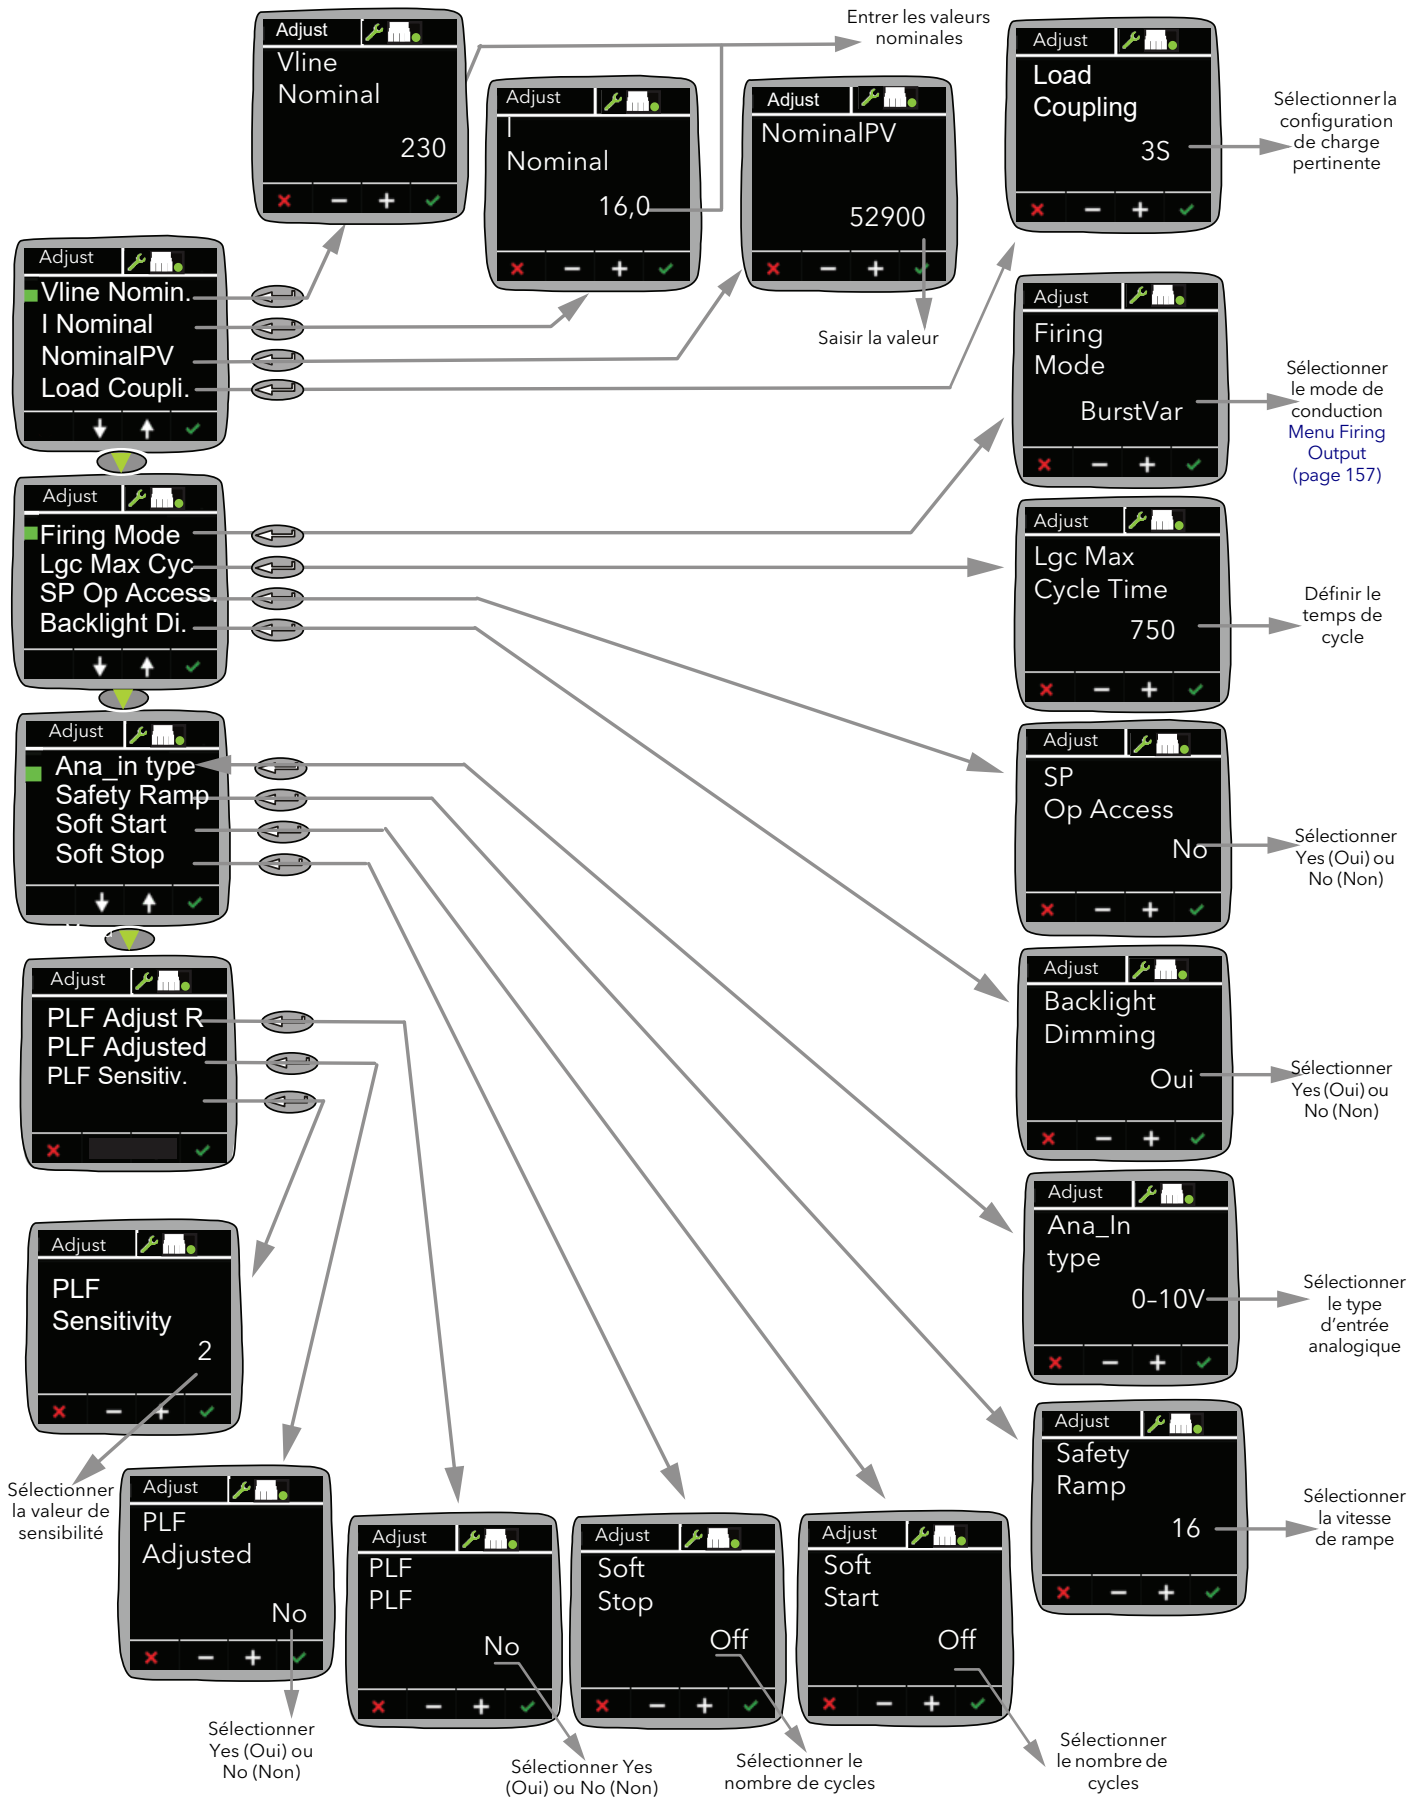 Adjust
Vline
Nominal
230
Entrer les valeurs
nominales
Adjust
I
Nominal
16,0
Adjust
NominalPV
52900
Saisir la valeur
Adjust
Load
Coupling
3S
Sélectionner la
configuration
de charge
pertinente
Adjust
Vline Nomin.
I Nominal
NominalPV
Load Coupli.
Adjust
Firing
Mode
BurstVar
Sélectionner
le mode de
conduction
Menu Firing
Output
(page 157)
Adjust
Firing Mode
Lgc Max Cyc
SP Op Access.
Backlight Di.
Adjust
Lgc Max
Cycle Time
750
Définir le
temps de
cycle
Adjust
Ana_in type
Safety Ramp
Soft Start
Soft Stop
Adjust
SP
Op Access
No
Sélectionner
Yes (Oui) ou
No (Non)
Adjust
PLF Adjust R
PLF Adjusted
PLF Sensitiv.
Adjust
Backlight
Dimming
Oui
Sélectionner
Yes (Oui) ou
No (Non)
Adjust
Ana_In
type
0–10V
Sélectionner
le type
d’entrée
analogique
Adjust
PLF
Sensitivity
2
Sélectionner
la valeur de
sensibilité
Adjust
Safety
Ramp
16
Sélectionner
la vitesse
de rampe
Adjust
PLF
Adjusted
No
Sélectionner
Yes (Oui) ou
No (Non)
Adjust
PLF
PLF
No
Sélectionner Yes
(Oui) ou No (Non)
Adjust
Soft
Stop
Off
Sélectionner le
nombre de cycles
Adjust
Soft
Start
Off
Sélectionner
le nombre de
cycles